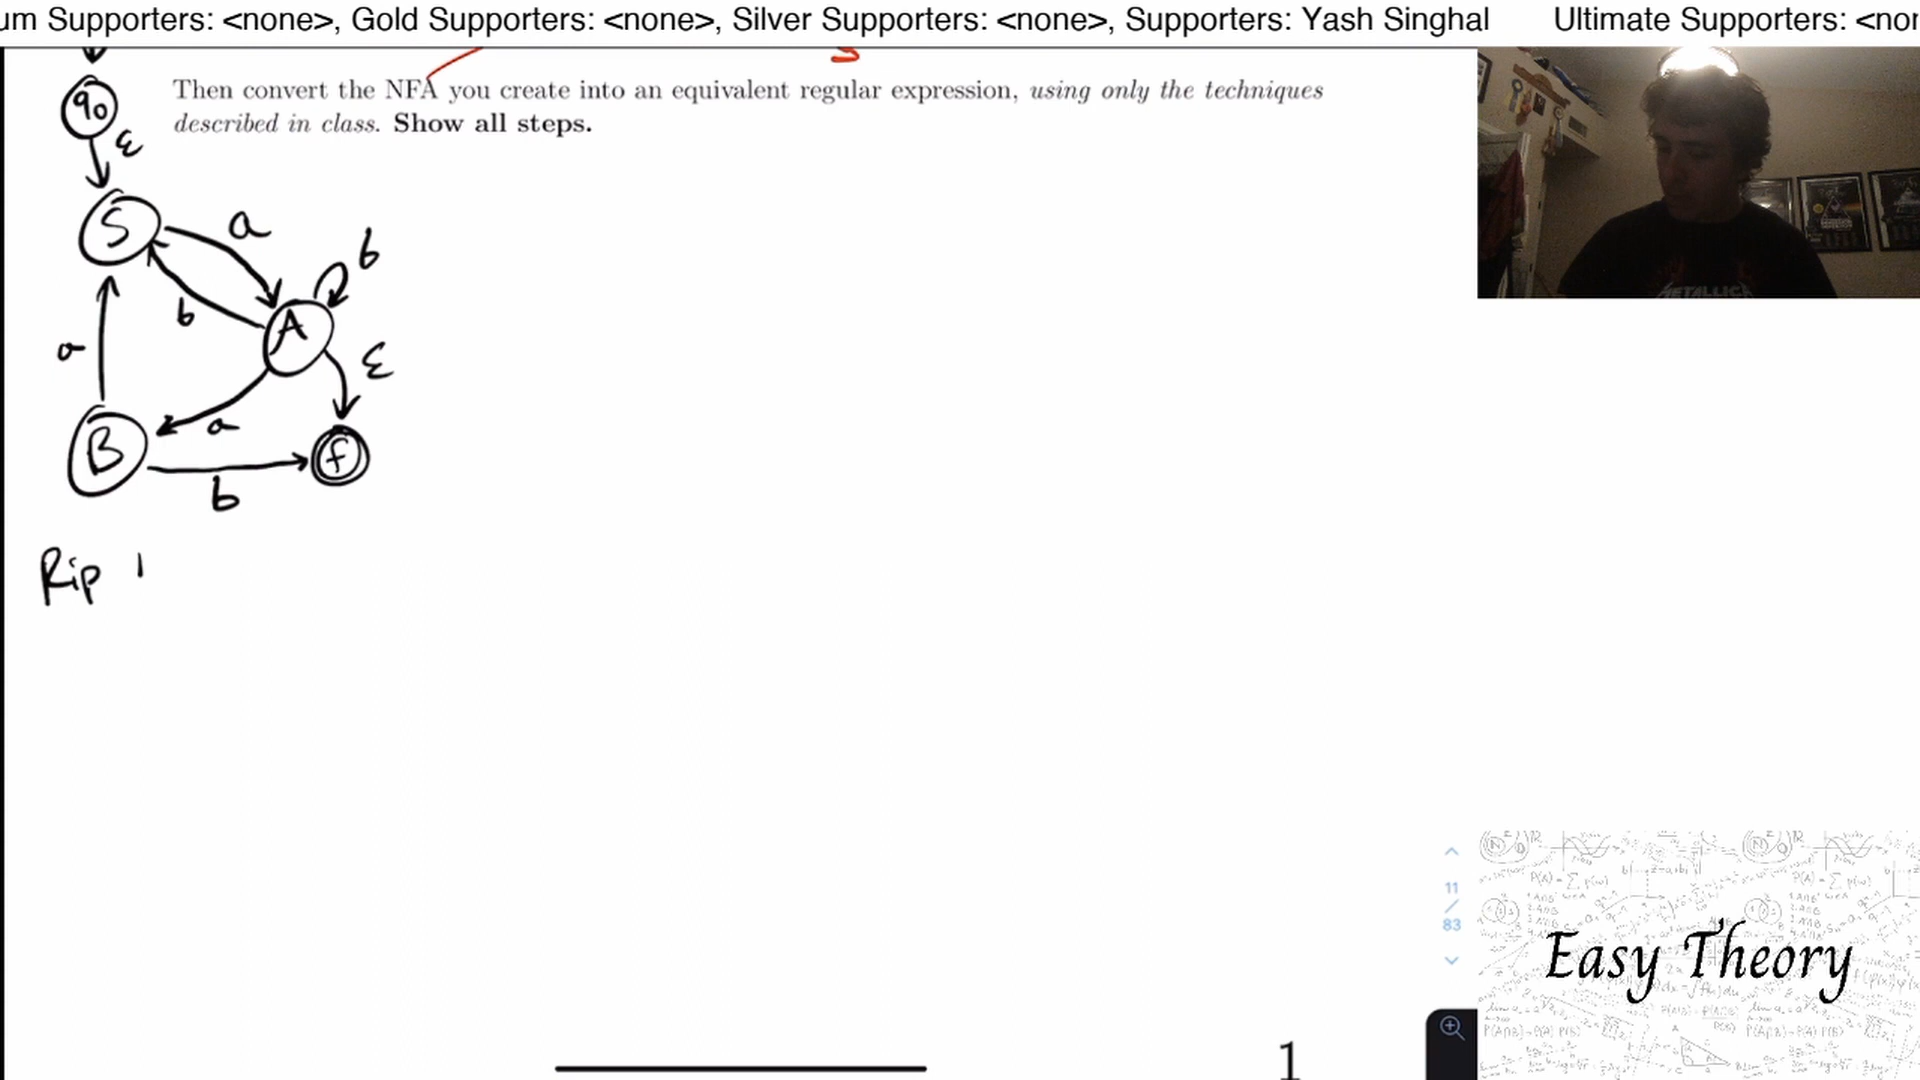 um Supporters: <none>, Gold Supporters: <none>, Silver Supporters: <none>, Supporters: Yash Singhal Ultimate Supporters: <nor
Then convert the NFA you create into an equivalent regular expression, using only the techniques
described in class. Show all steps.
q0
ε
S
a
b
b
A
a
ε
a
B
f
b
Rip
11
/
83
Easy Theory
1
METALLICA